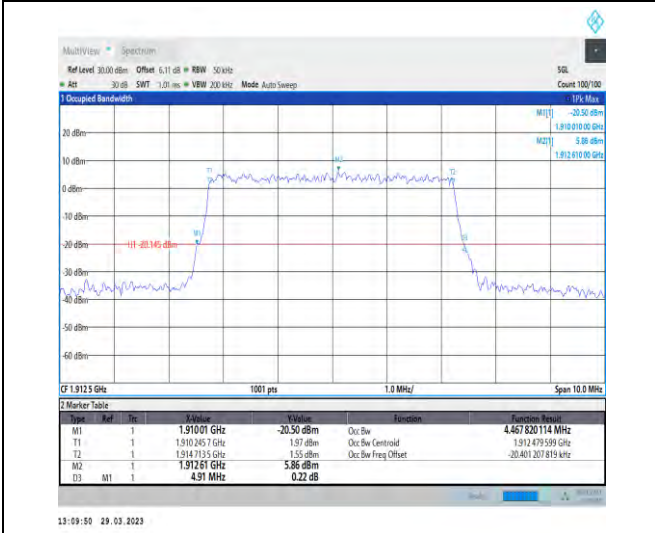 MultiView Spectrum
Ref Level 30.00 dBm Offset 6.11 dB RBW 50 kHz SGL
Att 30 dB SWT 1.01 ms VBW 200 kHz Mode Auto Sweep Count 100/100
1 Occupied Bandwidth 1Pk Max
M1[1] -20.50 dBm
1.910 010 00 GHz
M2[1] 5.86 dBm
1.912 610 00 GHz
20 dBm
10 dBm
0 dBm
-10 dBm
-20 dBm
-30 dBm
-40 dBm
-50 dBm
-60 dBm
T1
M2
T2
M1
H1 -20.145 dBm
D3
CF 1.912 5 GHz 1001 pts 1.0 MHz/ Span 10.0 MHz
2 Marker Table
Type Ref Trc X-Value Y-Value Function Function Result
M1 1 1.91001 GHz -20.50 dBm Occ Bw 4.467 820 114 MHz
T1 1 1.910 245 7 GHz 1.97 dBm Occ Bw Centroid 1.912 479 599 GHz
T2 1 1.914 713 5 GHz 1.55 dBm Occ Bw Freq Offset -20.401 207 819 kHz
M2 1 1.91261 GHz 5.86 dBm
D3 M1 1 4.91 MHz 0.22 dB
13:09:50 29.03.2023